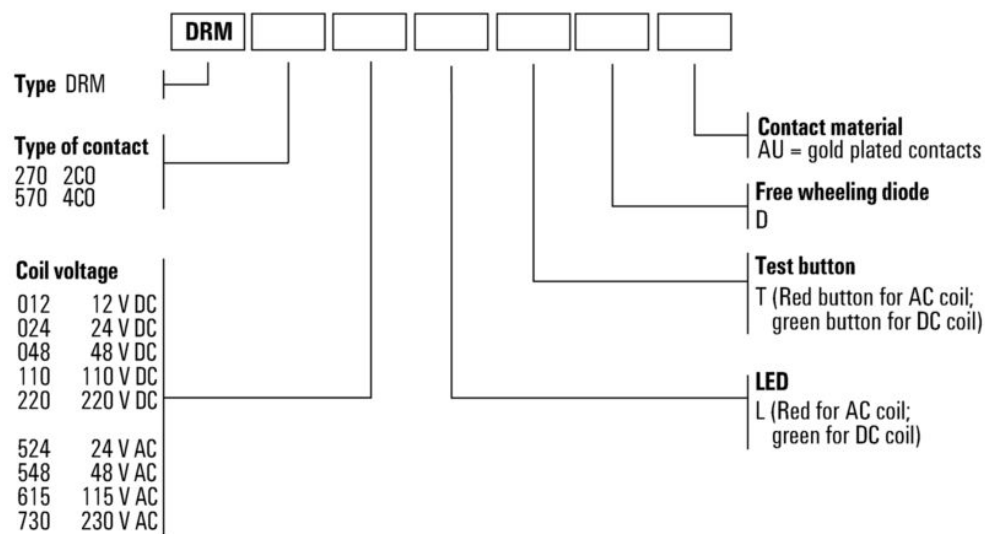 DRM
Type DRM
Type of contact
270 2CO
570 4CO
Coil voltage
012 12 V DC
024 24 V DC
048 48 V DC
110 110 V DC
220 220 V DC
524 24 V AC
548 48 V AC
615 115 V AC
730 230 V AC
Contact material
AU = gold plated contacts
Free wheeling diode
D
Test button
T (Red button for AC coil;
green button for DC coil)
LED
L (Red for AC coil;
green for DC coil)